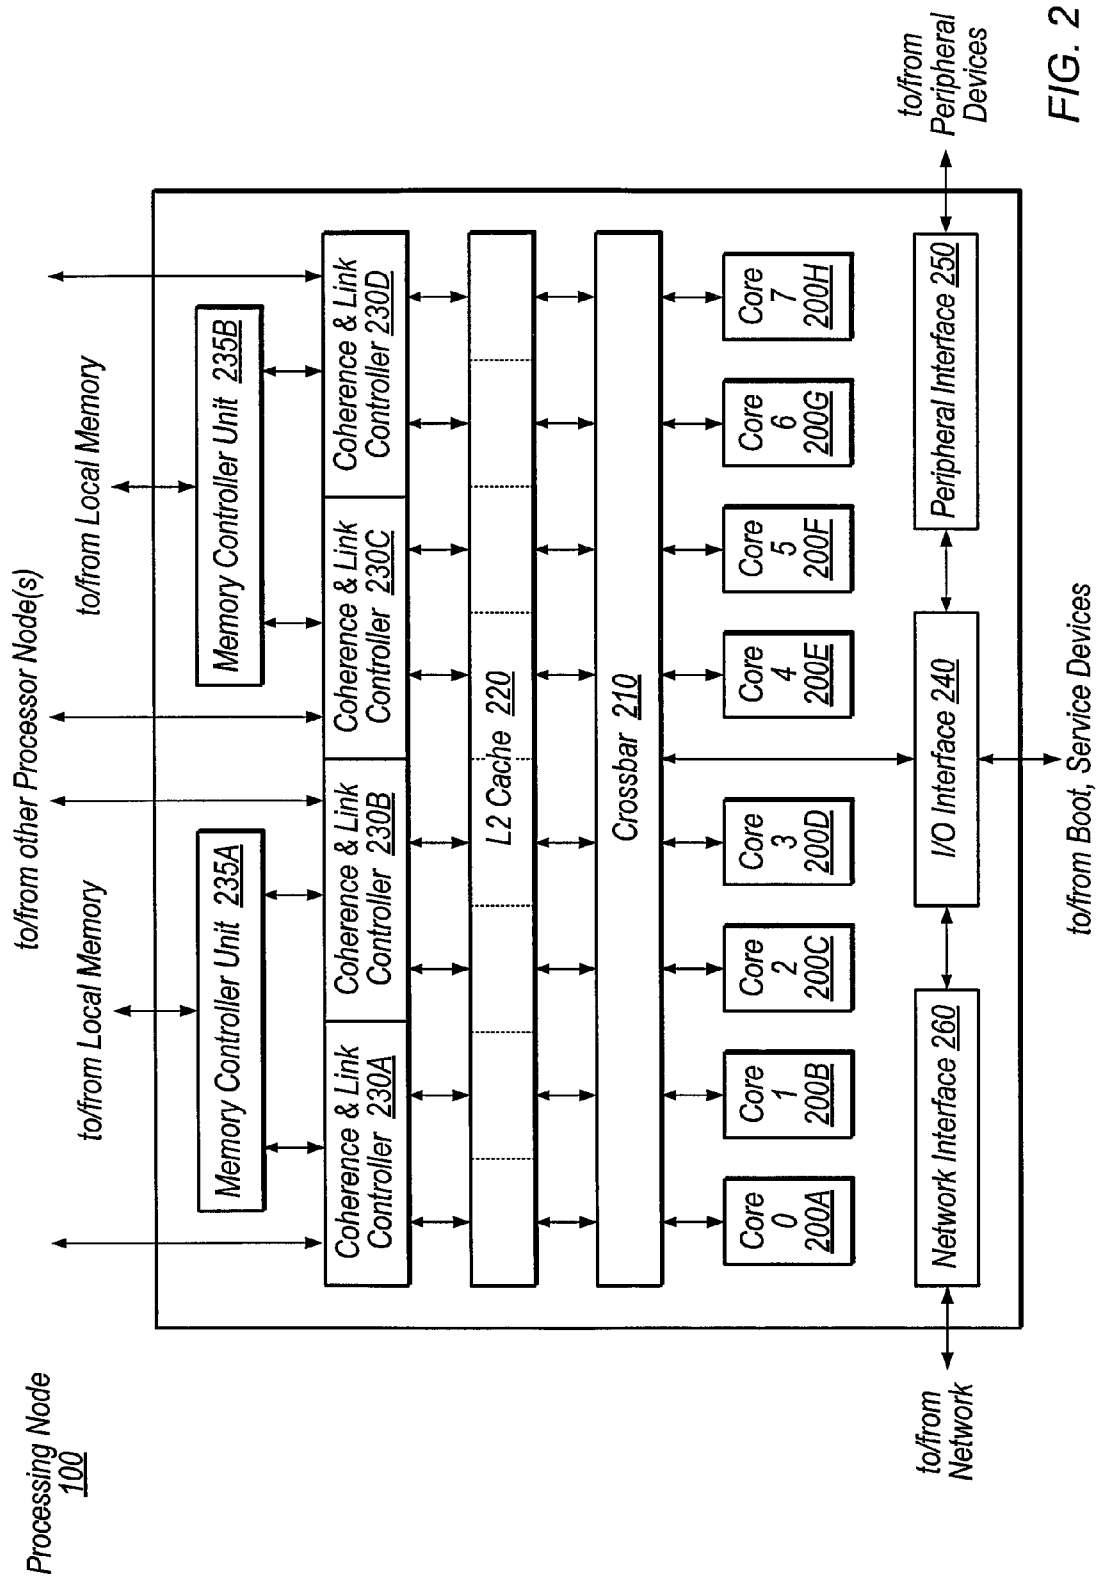 Processing Node
100
to/from other Processor Node(s)
to/from Local Memory
to/from Local Memory
Memory Controller Unit 235A
Memory Controller Unit 235B
Coherence & Link
Controller 230A
Coherence & Link
Controller 230B
Coherence & Link
Controller 230C
Coherence & Link
Controller 230D
L2 Cache 220
Crossbar 210
Core
0
200A
Core
1
200B
Core
2
200C
Core
3
200D
Core
4
200E
Core
5
200F
Core
6
200G
Core
7
200H
to/from
Network
Network Interface 260
I/O Interface 240
Peripheral Interface 250
to/from
Peripheral
Devices
to/from Boot, Service Devices
FIG. 2